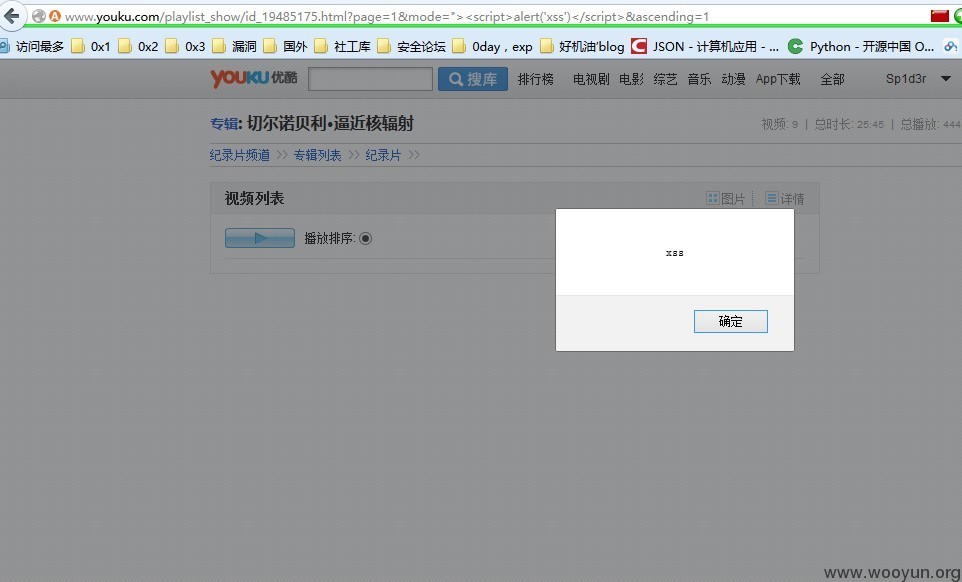 www.youku.com/playlist_show/id_19485175.html?page=1&mode="><script>alert('xss')</script>&ascending=1
访问最多 0x1 0x2 0x3 漏洞 国外 社工库 安全论坛 0day，exp 好机油'blog JSON - 计算机应用 - ... Python - 开源中国 O...
YOUKU 优酷 搜库 排行榜 电视剧 电影 综艺 音乐 动漫 App下载 全部 Sp1d3r
专辑: 切尔诺贝利•逼近核辐射 视频: 9 | 总时长: 25:45 | 总播放: 444
纪录片频道 >> 专辑列表 >> 纪录片 >>
视频列表 图片 详情
播放排序:
xss
确定
www.wooyun.org